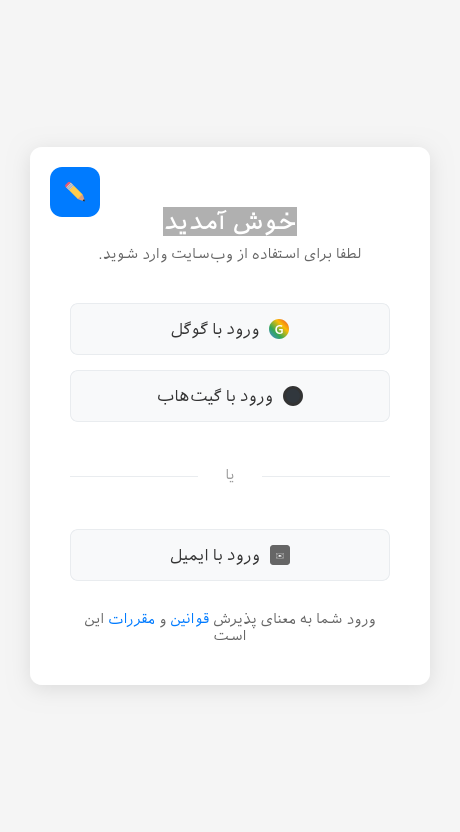 خوش آمدید
لطفا برای استفاده از وب‌سایت وارد شوید.
ورود با گوگل
G
ورود با گیت‌هاب
یا
ورود با ایمیل
ورود شما به معنای پذیرش قوانین و مقررات این
است